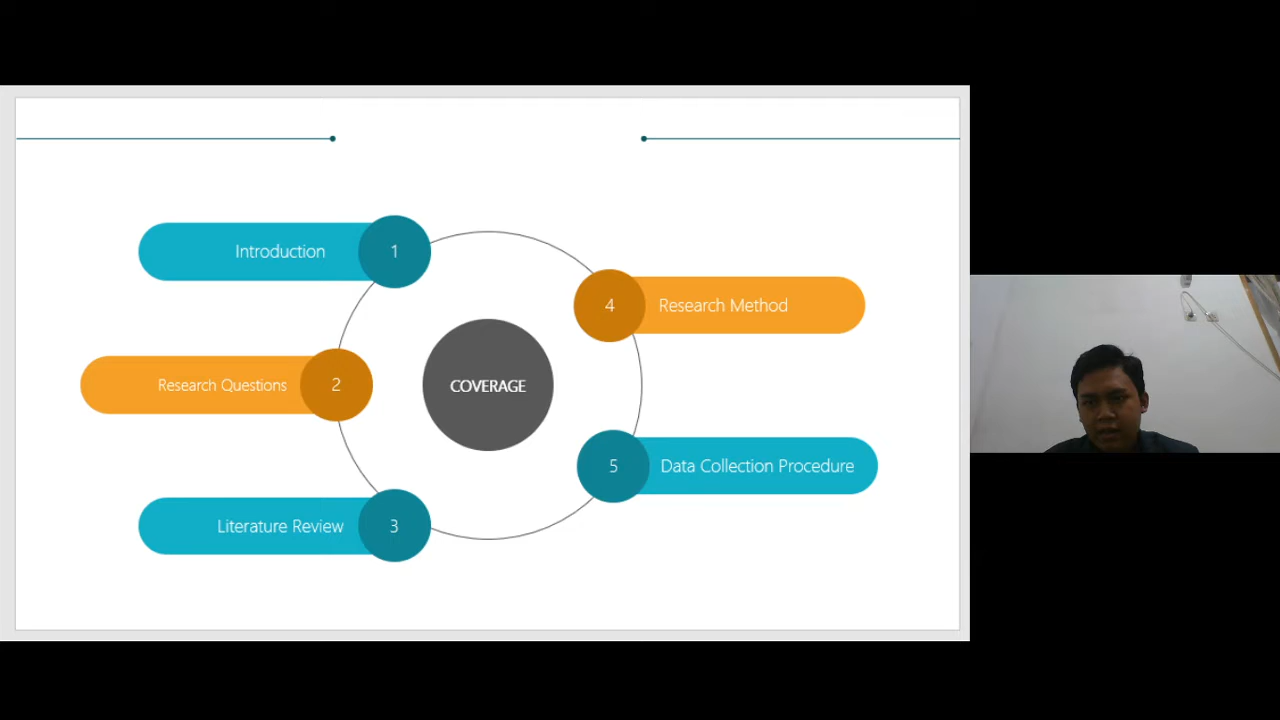 Introduction
1
Research Questions
2
Literature Review
3
COVERAGE
4
Research Method
5
Data Collection Procedure